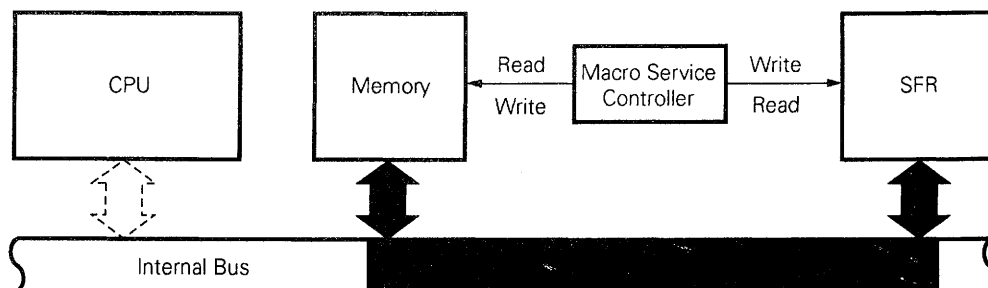 CPU
Memory
Read
Write
Macro Service
Controller
Write
Read
SFR
Internal Bus